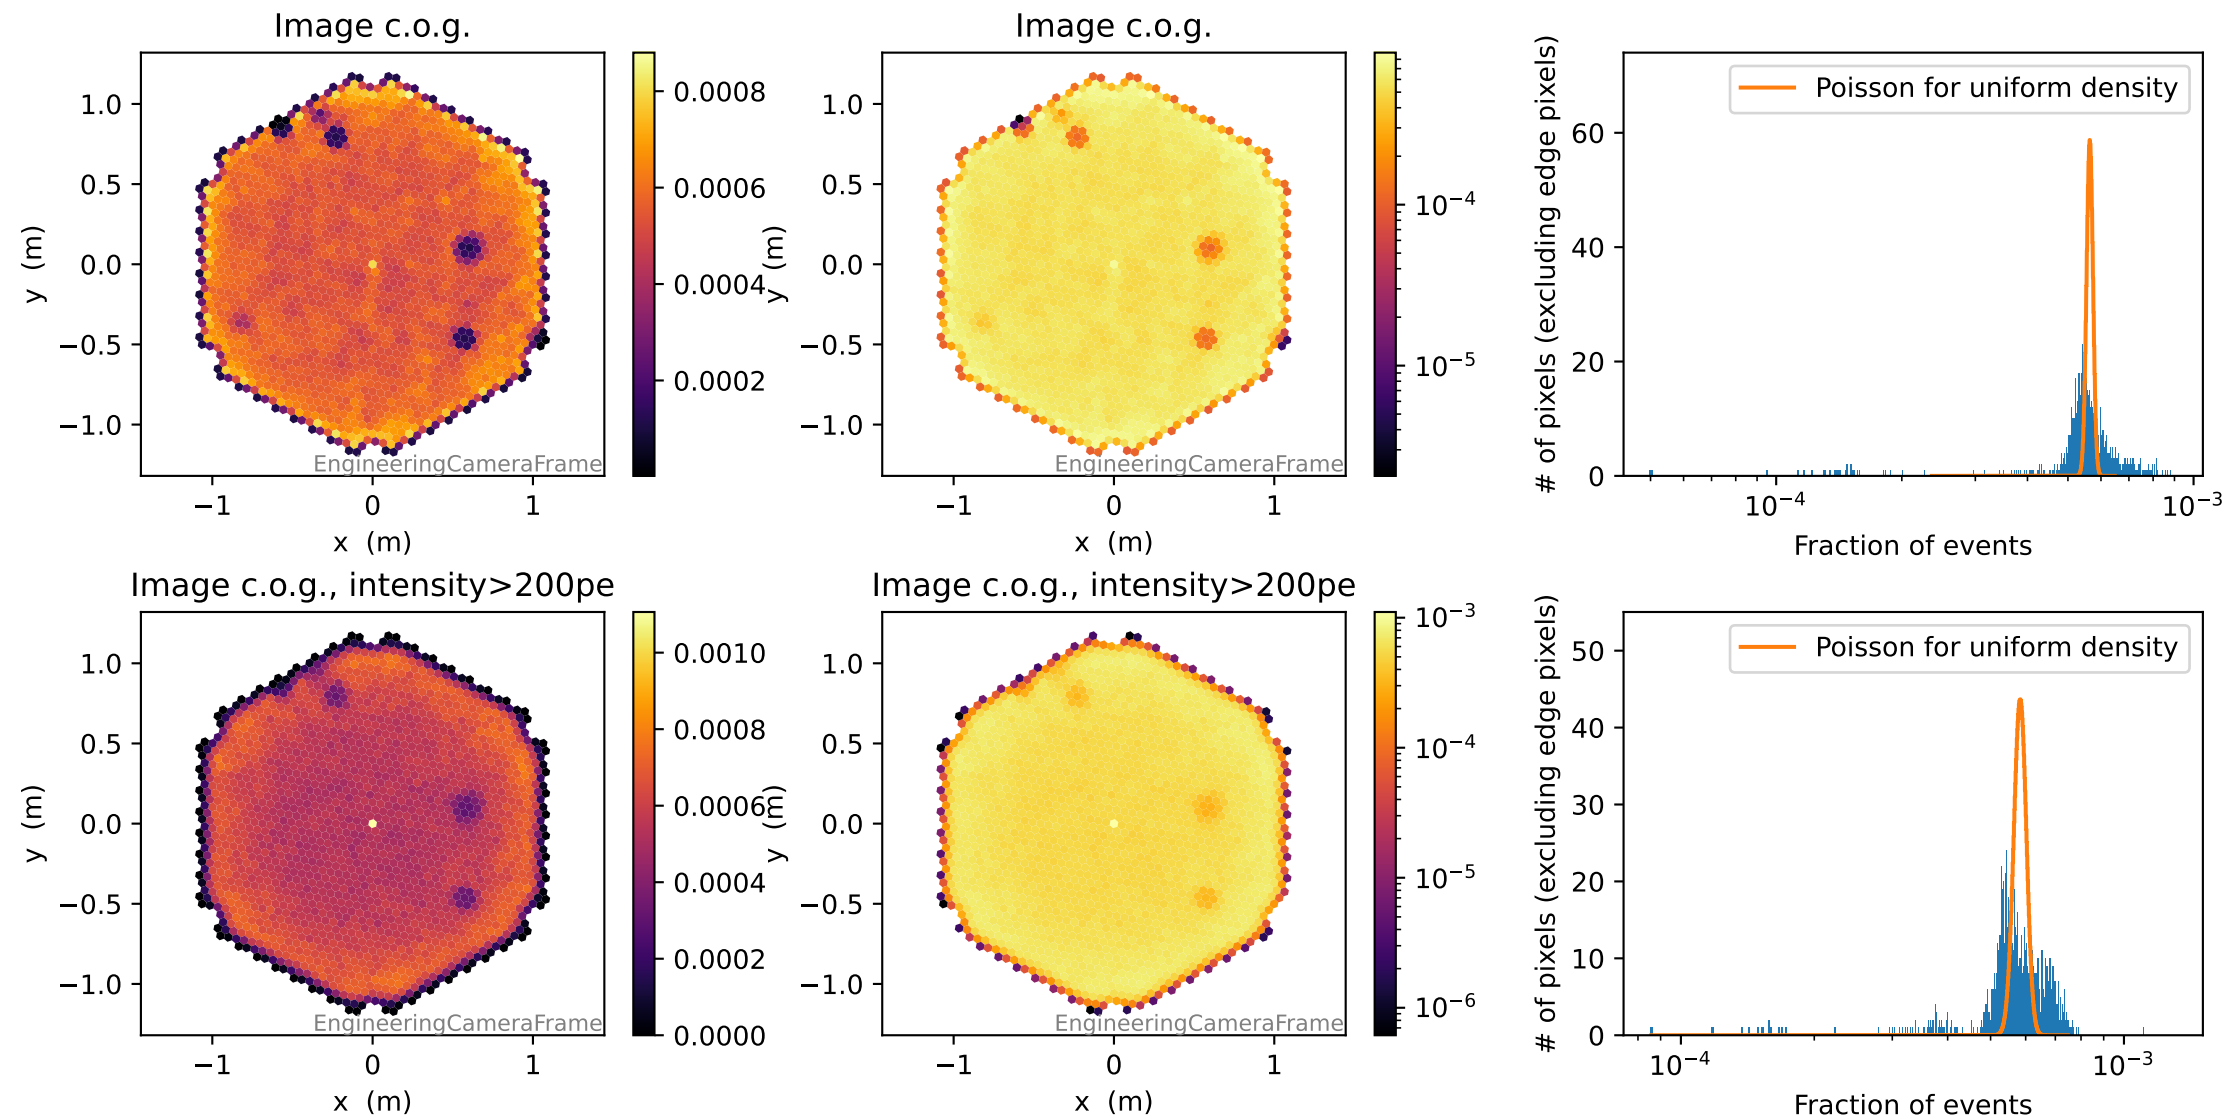 Image c.o.g.
1.0
0.5
0.0
−0.5
−1.0
y (m)
−1
0
1
x (m)
EngineeringCameraFrame
0.0008
0.0006
0.0004
0.0002
Image c.o.g.
1.0
0.5
0.0
−0.5
−1.0
y (m)
−1
0
1
x (m)
EngineeringCameraFrame
10⁻⁴
10⁻⁵
# of pixels (excluding edge pixels)
60
40
20
0
Poisson for uniform density
10⁻⁴
10⁻³
Fraction of events
Image c.o.g., intensity>200pe
1.0
0.5
0.0
−0.5
−1.0
y (m)
−1
0
1
x (m)
EngineeringCameraFrame
0.0010
0.0008
0.0006
0.0004
0.0002
0.0000
Image c.o.g., intensity>200pe
1.0
0.5
0.0
−0.5
−1.0
y (m)
−1
0
1
x (m)
EngineeringCameraFrame
10⁻³
10⁻⁴
10⁻⁵
10⁻⁶
# of pixels (excluding edge pixels)
50
40
30
20
10
0
Poisson for uniform density
10⁻⁴
10⁻³
Fraction of events